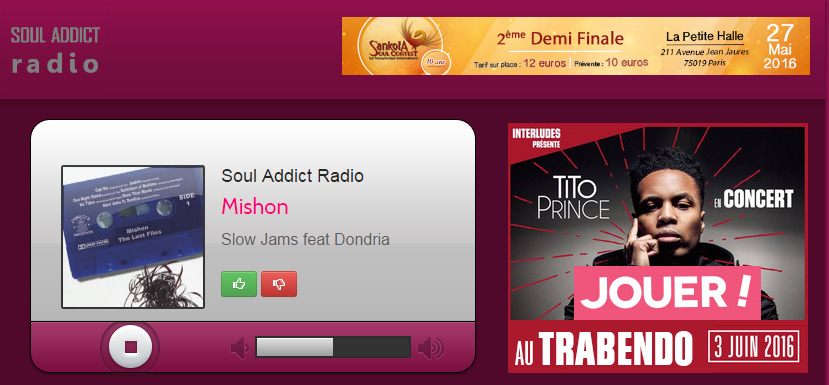 SOUL ADDICT
radio
SankofA
SOUL CONTEST
10 ans
2ème Demi Finale
Tarif sur place : 12 euros | Prévente : 10 euros
La Petite Halle
211 Avenue Jean Jaures
75019 Paris
27
Mai
2016
Soul Addict Radio
Mishon
Slow Jams feat Dondria
SIDE
1
Mishon
The Lost Files
INTERLUDES
PRÉSENTE
TiTO
PRINCE
EN CONCERT
JOUER !
AU TRABENDO
3 JUIN 2016